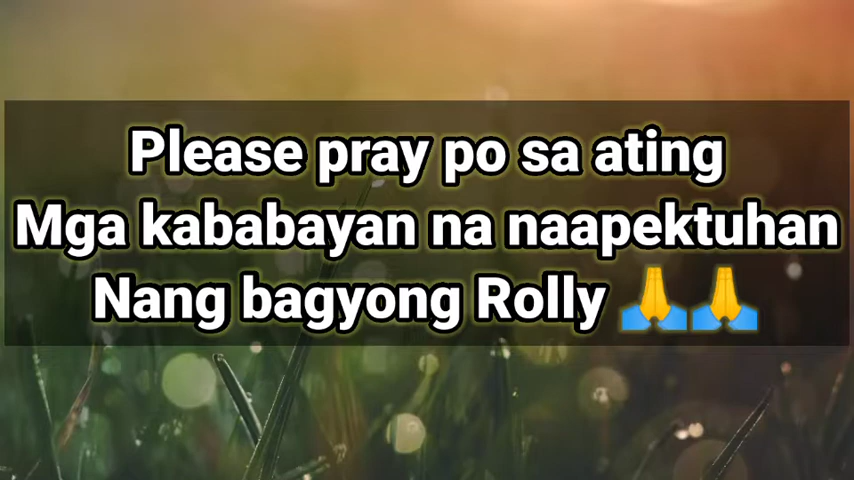 Please pray po sa ating
Mga kababayan na naapektuhan
Nang bagyong Rolly 🙏🙏